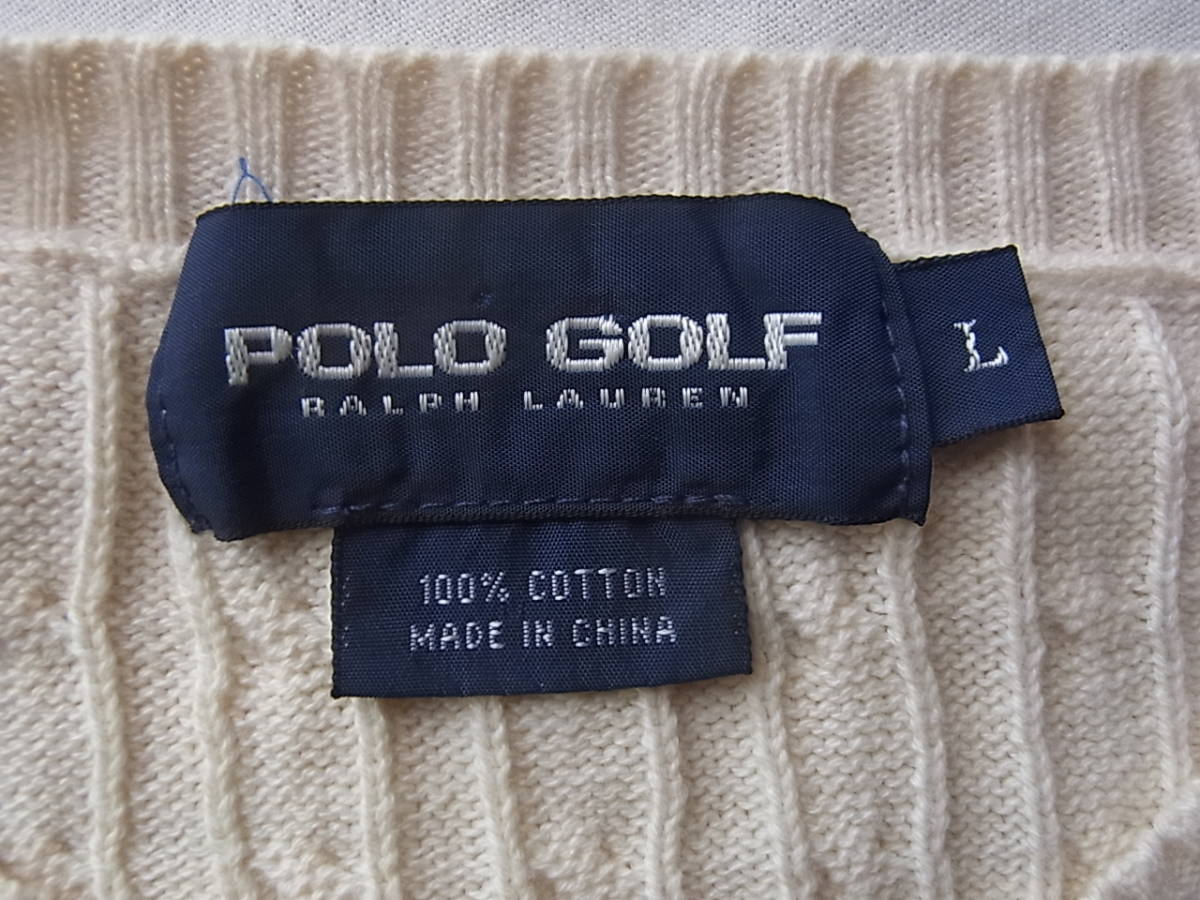 POLO GOLF
RALPH LAUREN
L
100% COTTON
MADE IN CHINA